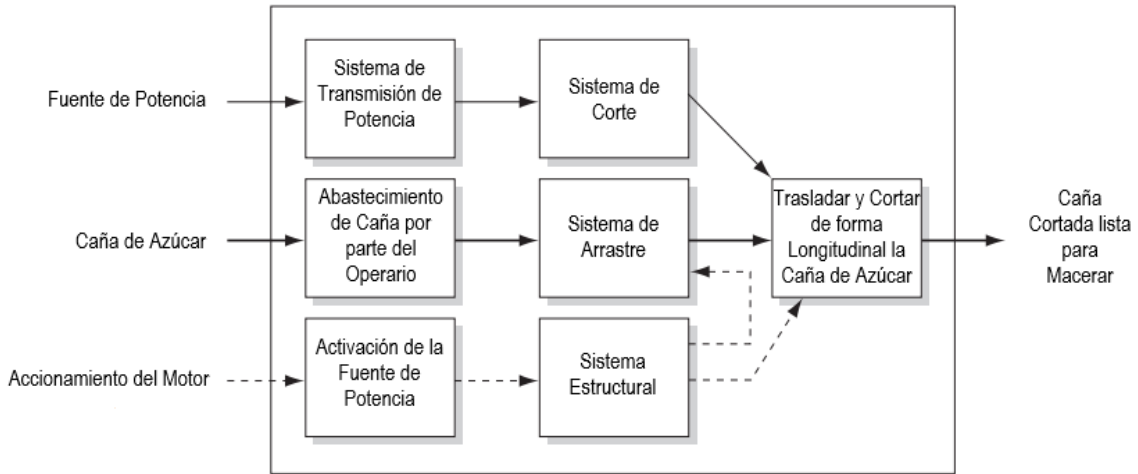 Fuente de Potencia
Sistema de
Transmisión de
Potencia
Sistema de
Corte
Caña de Azúcar
Abastecimiento
de Caña por
parte del
Operario
Sistema de
Arrastre
Trasladar y Cortar
de forma
Longitudinal la
Caña de Azúcar
Caña
Cortada lista
para
Macerar
Accionamiento del Motor
Activación de la
Fuente de
Potencia
Sistema
Estructural